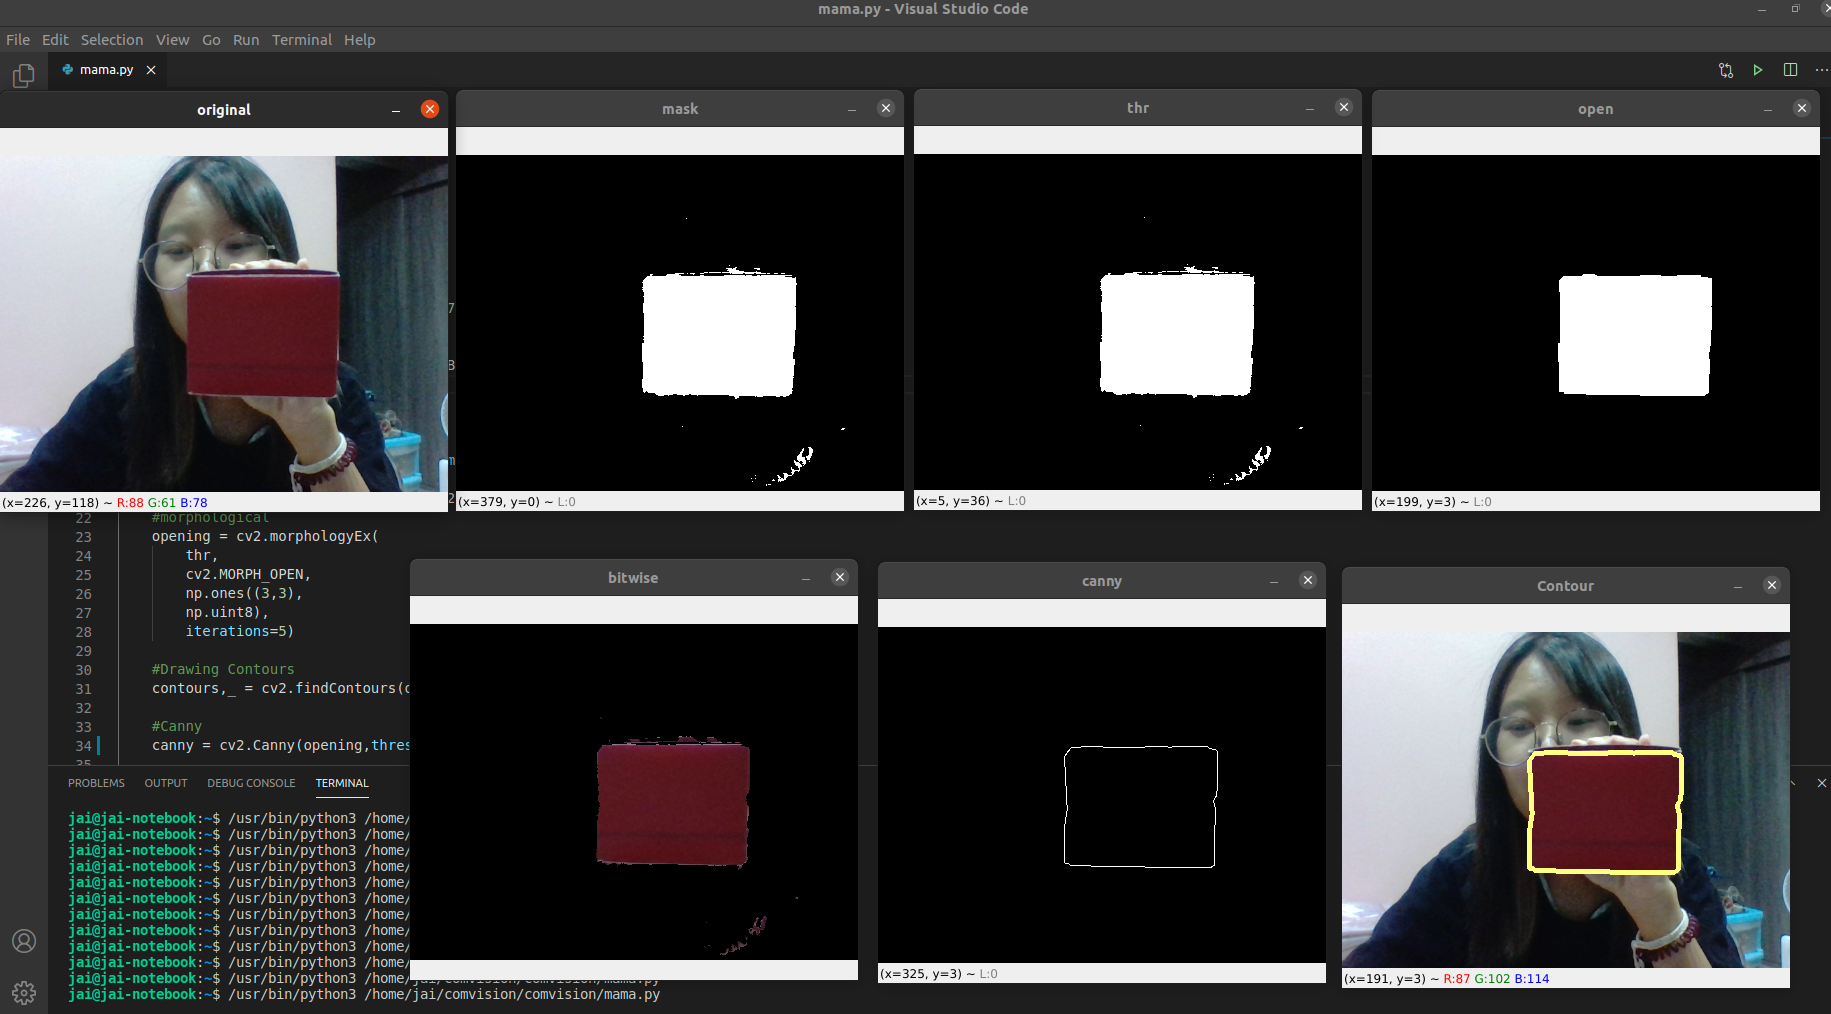 mama.py - Visual Studio Code
File Edit Selection View Go Run Terminal Help
mama.py
original
mask
thr
open
(x=226, y=118) ~ R:88 G:61 B:78
(x=379, y=0) ~ L:0
(x=5, y=36) ~ L:0
(x=199, y=3) ~ L:0
22 #morphological
23 opening = cv2.morphologyEx(
24 thr,
25 cv2.MORPH_OPEN,
26 np.ones((3,3),
27 np.uint8),
28 iterations=5)
29
30 #Drawing Contours
31 contours,_ = cv2.findContours(
32
33 #Canny
34 canny = cv2.Canny(opening,thres
35
bitwise
canny
Contour
PROBLEMS OUTPUT DEBUG CONSOLE TERMINAL
jai@jai-notebook:~$ /usr/bin/python3 /home/
jai@jai-notebook:~$ /usr/bin/python3 /home/
jai@jai-notebook:~$ /usr/bin/python3 /home/
jai@jai-notebook:~$ /usr/bin/python3 /home/
jai@jai-notebook:~$ /usr/bin/python3 /home/
jai@jai-notebook:~$ /usr/bin/python3 /home/
jai@jai-notebook:~$ /usr/bin/python3 /home/
jai@jai-notebook:~$ /usr/bin/python3 /home/
jai@jai-notebook:~$ /usr/bin/python3 /home/
jai@jai-notebook:~$ /usr/bin/python3 /home/
jai@jai-notebook:~$ /usr/bin/python3 /home/jai/comvision/comvision/mama.py
jai@jai-notebook:~$ /usr/bin/python3 /home/jai/comvision/comvision/mama.py
(x=325, y=3) ~ L:0
(x=191, y=3) ~ R:87 G:102 B:114